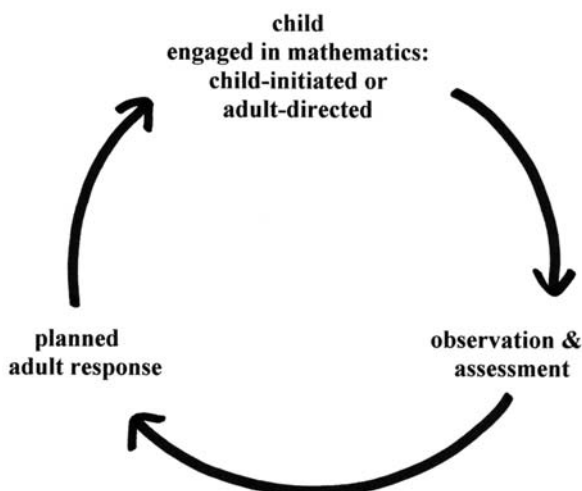 child
engaged in mathematics:
child-initiated or
adult-directed
observation &
assessment
planned
adult response